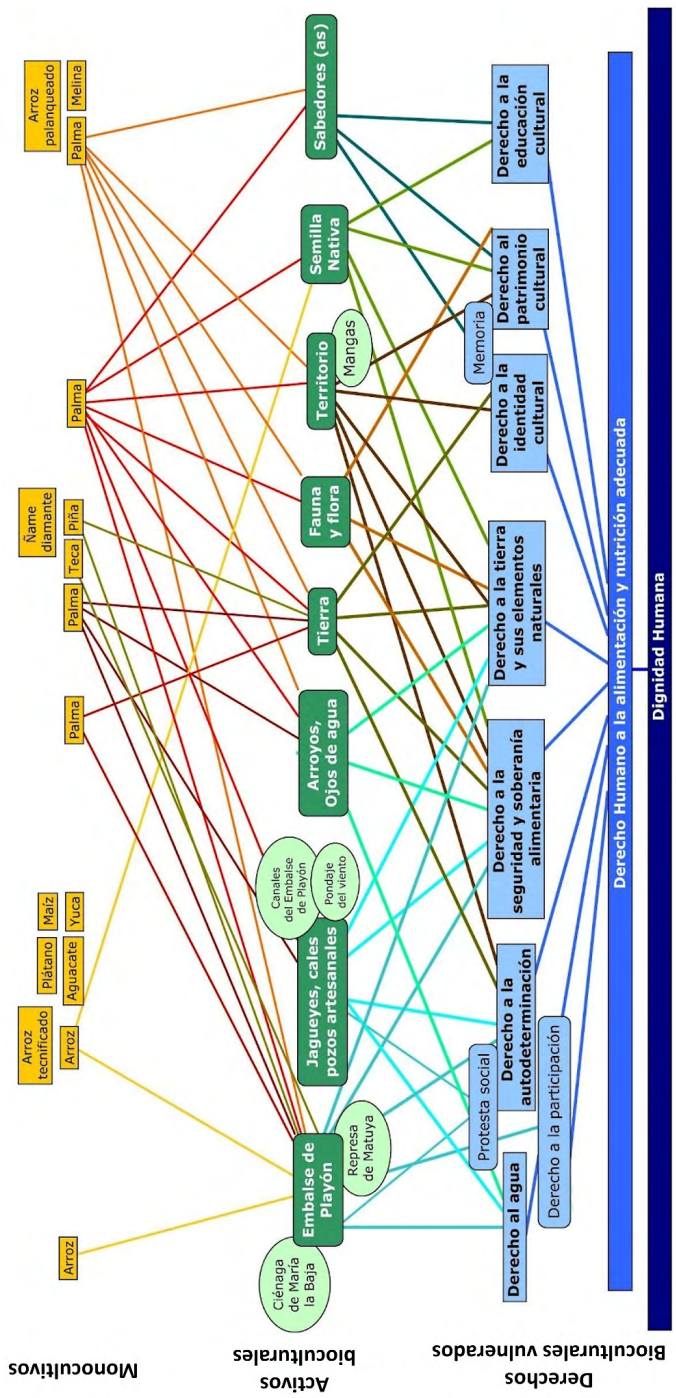 Monocultivos
Arroz
Arroz
tecnificado
Arroz
Plátano
Maíz
Aguacate
Yuca
Palma
Ñame
diamante
Palma
Teca
Piña
Palma
Arroz
palanqueado
Palma
Melina
Activos
bioculturales
Ciénaga
de María
la Baja
Embalse de
Playón
Represa
de Matuya
Jagueyes, cales
pozos artesanales
Canales
del Embalse
de Playón
Pondaje
del viento
Arroyos,
Ojos de agua
Tierra
Fauna
y flora
Territorio
Mangas
Semilla
Nativa
Sabedores (as)
Derechos
Bioculturales vulnerados
Derecho al agua
Protesta social
Derecho a la
autodeterminación
Derecho a la participación
Derecho a la
seguridad y soberanía
alimentaria
Derecho a la tierra
y sus elementos
naturales
Derecho a la
identidad
cultural
Memoria
Derecho al
patrimonio
cultural
Derecho a la
educación
cultural
Derecho Humano a la alimentación y nutrición adecuada
Dignidad Humana